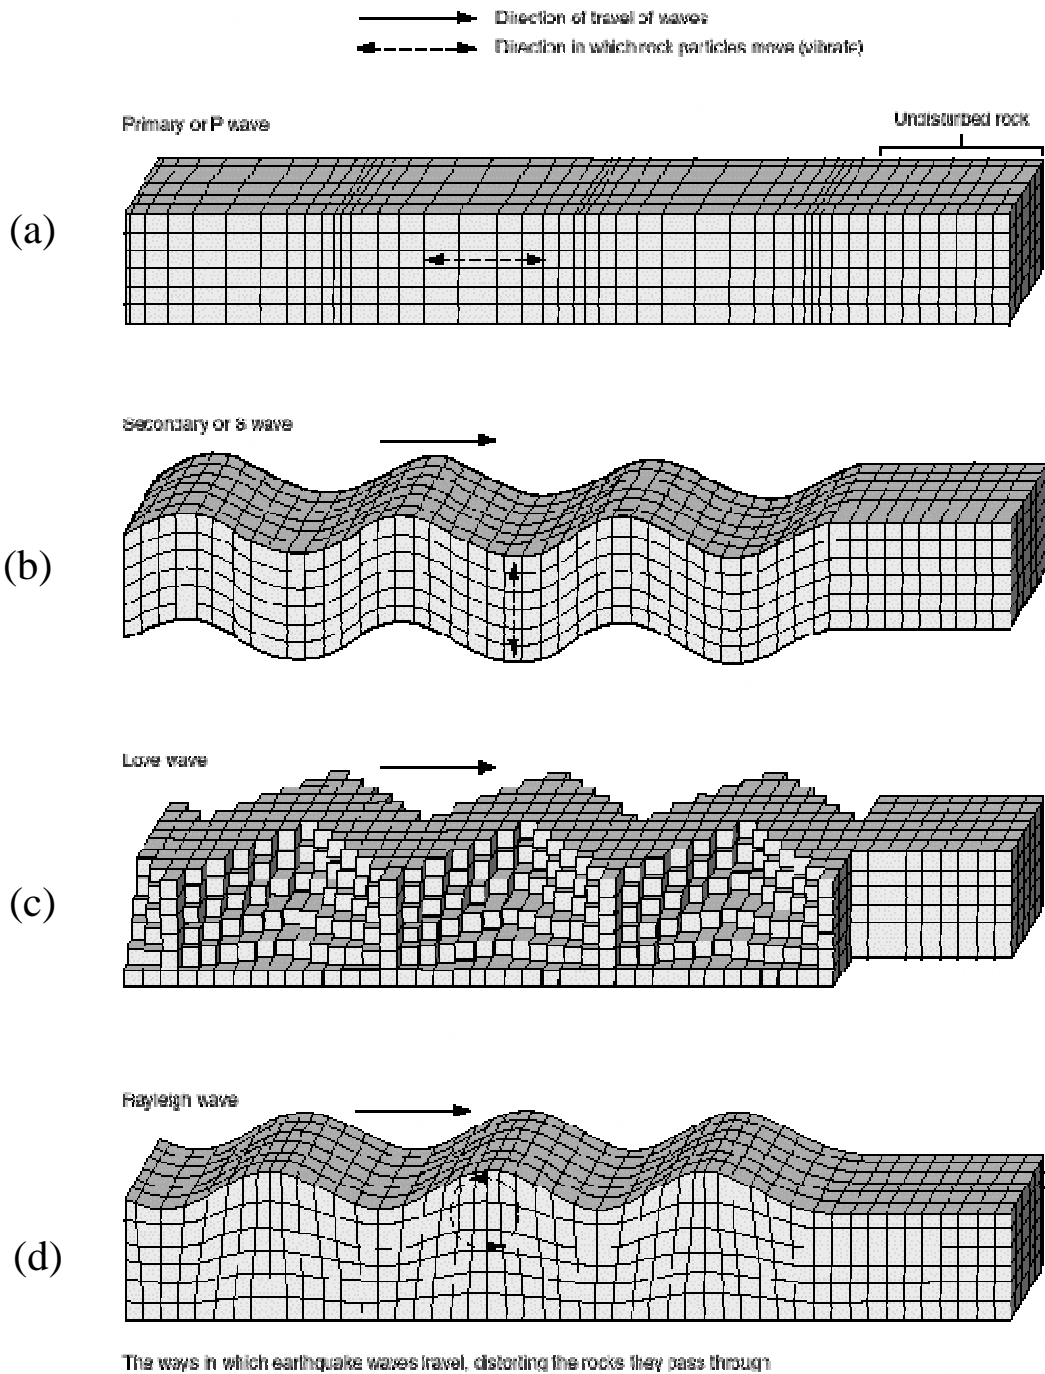 Direction of travel of waves
Direction in which rock particles move (vibrate)
Primary or P wave
Undisturbed rock
(a)
Secondary or S wave
(b)
Love wave
(c)
Rayleigh wave
(d)
The ways in which earthquake waves travel, distorting the rocks they pass through